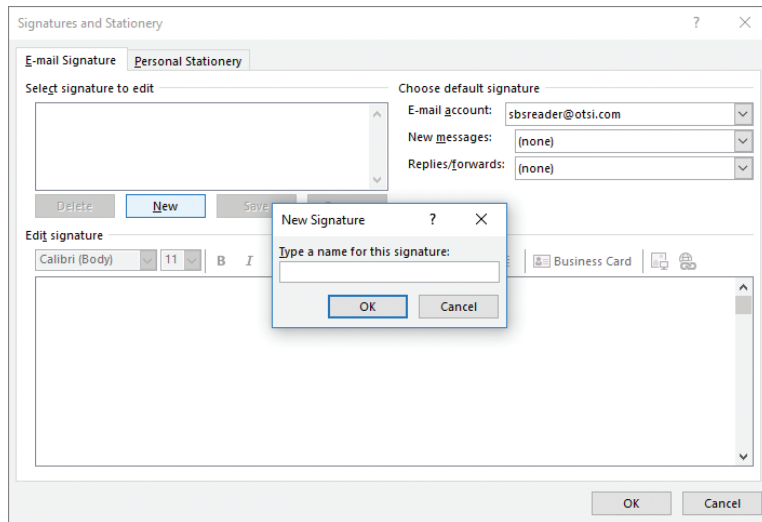 Signatures and Stationery ?
E-mail Signature Personal Stationery
Select signature to edit
Choose default signature
E-mail account: sbsreader@otsi.com
New messages: (none)
Replies/forwards: (none)
Delete New Save
Edit signature
Calibri (Body) 11 B I Business Card
New Signature ?
Type a name for this signature:
OK Cancel
OK Cancel